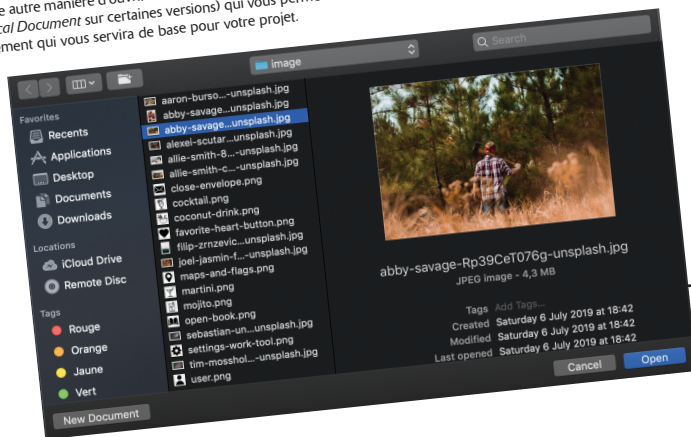 e autre manière d'ouvri
cal Document sur certaines versions) qui vous perme
ement qui vous servira de base pour votre projet.
image
Search
Favorites
Recents
Applications
Desktop
Documents
Downloads
Locations
iCloud Drive
Remote Disc
Tags
Rouge
Orange
Jaune
Vert
aaron-burso...-unsplash.jpg
abby-savage...-unsplash.jpg
abby-savage...unsplash.jpg
alexei-scutar...-unsplash.jpg
allie-smith-8...-unsplash.jpg
allie-smith-c...-unsplash.jpg
close-envelope.png
cocktail.png
coconut-drink.png
favorite-heart-button.png
filip-zrnzevic...unsplash.jpg
joel-jasmin-f...-unsplash.jpg
maps-and-flags.png
martini.png
mojito.png
open-book.png
sebastian-un...unsplash.jpg
settings-work-tool.png
tim-mosshol...-unsplash.jpg
user.png
abby-savage-Rp39CeT076g-unsplash.jpg
JPEG image - 4,3 MB
Tags Add Tags...
Created Saturday 6 July 2019 at 18:42
Modified Saturday 6 July 2019 at 18:42
Last opened Saturday 6 July 2019 at 18:42
New Document
Cancel
Open